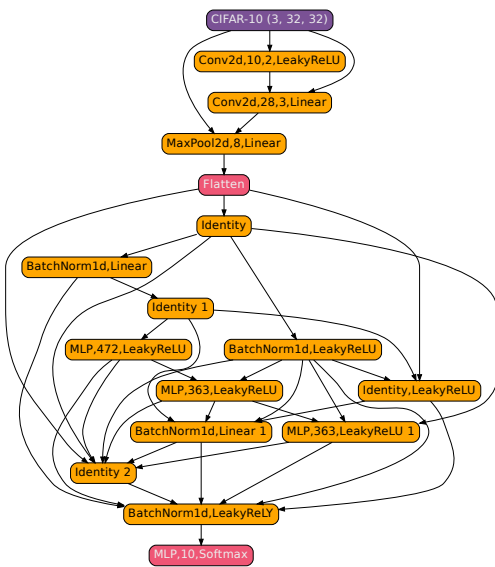 CIFAR-10 (3, 32, 32)
Conv2d,10,2,LeakyReLU
Conv2d,28,3,Linear
MaxPool2d,8,Linear
Flatten
Identity
BatchNorm1d,Linear
Identity 1
MLP,472,LeakyReLU
BatchNorm1d,LeakyReLU
MLP,363,LeakyReLU
Identity,LeakyReLU
BatchNorm1d,Linear 1
MLP,363,LeakyReLU 1
Identity 2
BatchNorm1d,LeakyReLY
MLP,10,Softmax